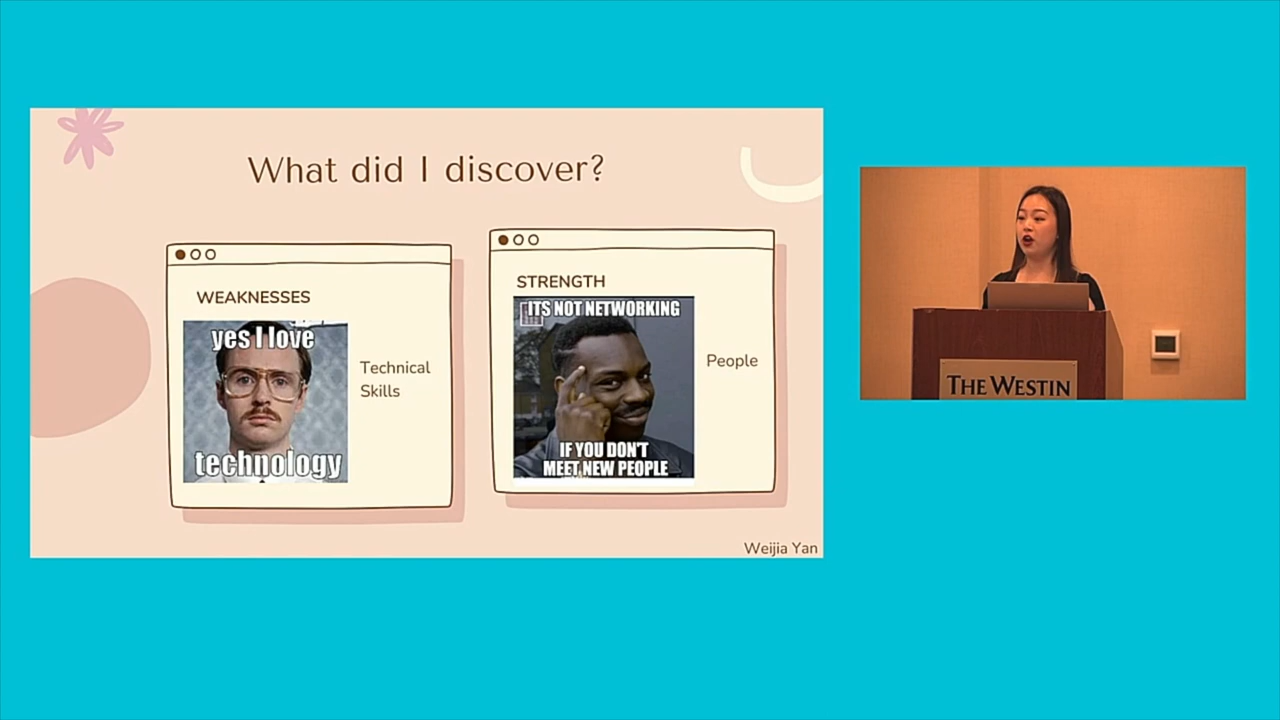 What did I discover?
WEAKNESSES
yes I love
technology
Technical
Skills
STRENGTH
ITS NOT NETWORKING
IF YOU DON'T
MEET NEW PEOPLE
People
Weijia Yan
THE WESTIN